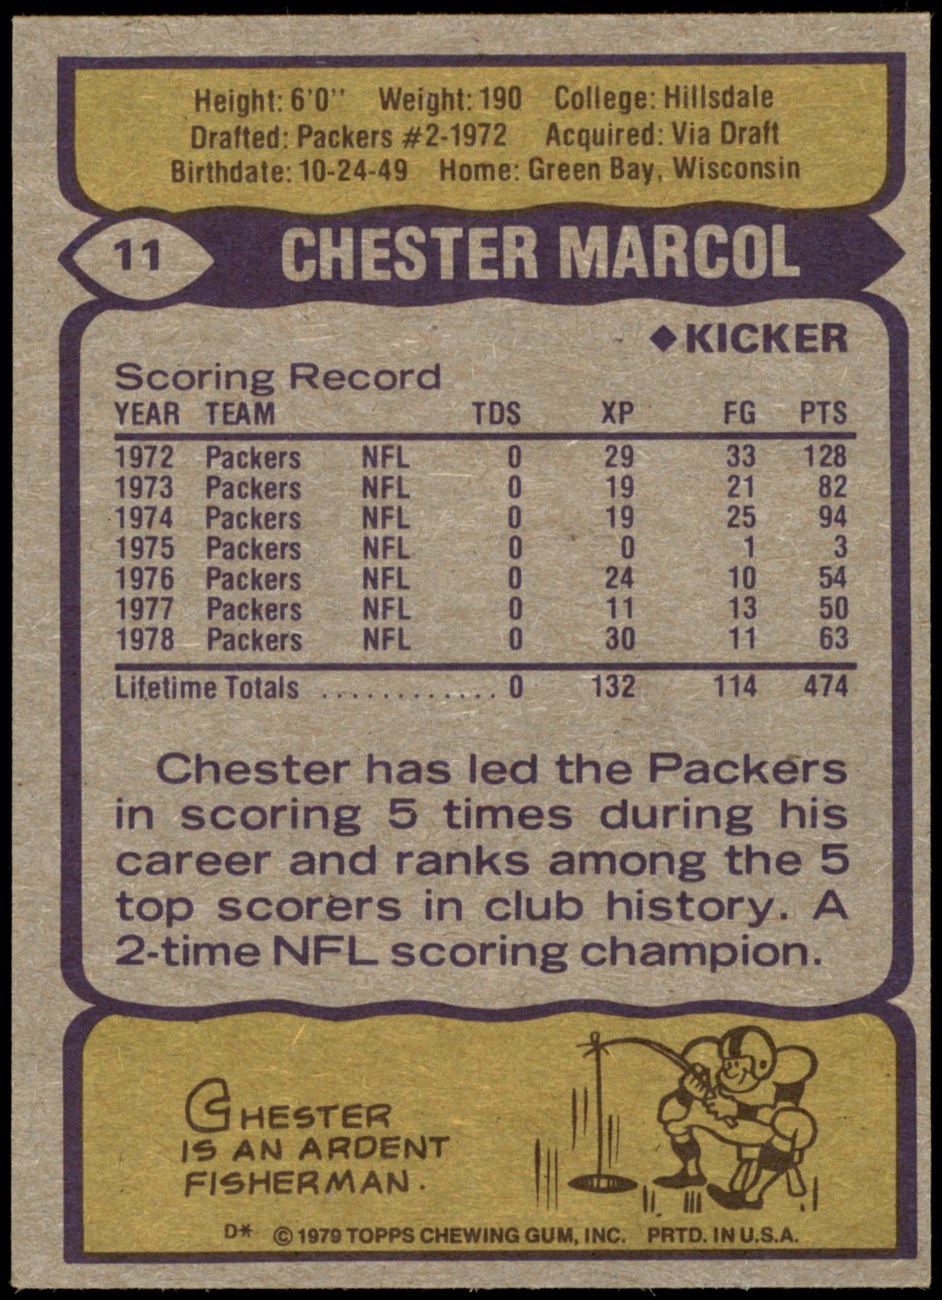 Height: 6'0" Weight: 190 College: Hillsdale
Drafted: Packers #2-1972 Acquired: Via Draft
Birthdate: 10-24-49 Home: Green Bay, Wisconsin
11 CHESTER MARCOL
◆KICKER
Scoring Record
YEAR TEAM TDS XP FG PTS
1972 Packers NFL 0 29 33 128
1973 Packers NFL 0 19 21 82
1974 Packers NFL 0 19 25 94
1975 Packers NFL 0 0 1 3
1976 Packers NFL 0 24 10 54
1977 Packers NFL 0 11 13 50
1978 Packers NFL 0 30 11 63
Lifetime Totals ............. 0 132 114 474
Chester has led the Packers
in scoring 5 times during his
career and ranks among the 5
top scorers in club history. A
2-time NFL scoring champion.
CHESTER
IS AN ARDENT
FISHERMAN.
D* ©1979 TOPPS CHEWING GUM, INC. PRTD. IN U.S.A.